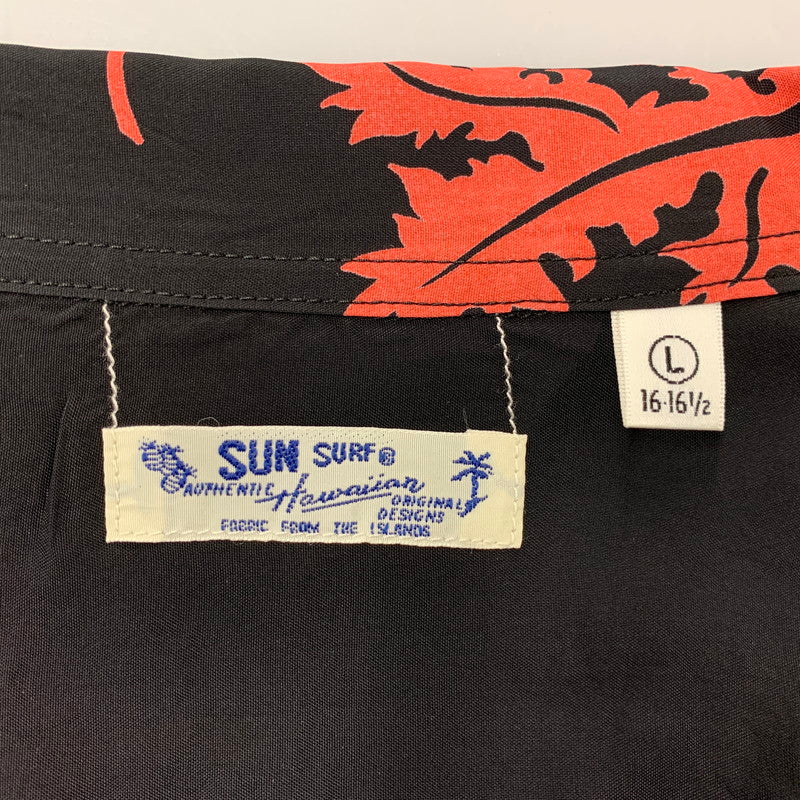 SUN SURF®
AUTHENTIC Hawaiian ORIGINAL DESIGNS
FABRIC FROM THE ISLANDS
L
16·16½